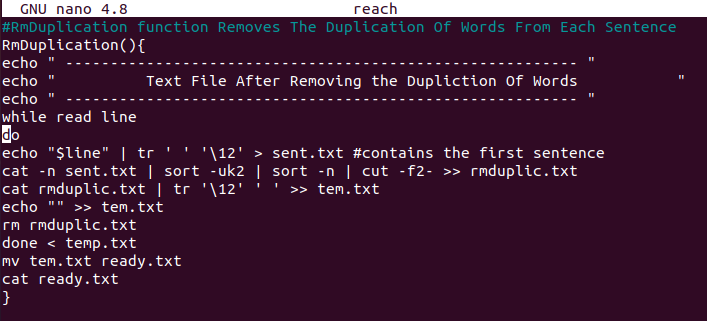 GNU nano 4.8 reach
#RmDuplication function Removes The Duplication Of Words From Each Sentence
RmDuplication(){
echo " --------------------------------------------------------- "
echo "          Text File After Removing the Dupliction Of Words           "
echo " --------------------------------------------------------- "
while read line
do
echo "$line" | tr ' ' '\12' > sent.txt #contains the first sentence
cat -n sent.txt | sort -uk2 | sort -n | cut -f2- >> rmduplic.txt
cat rmduplic.txt | tr '\12' ' ' >> tem.txt
echo "" >> tem.txt
rm rmduplic.txt
done < temp.txt
mv tem.txt ready.txt
cat ready.txt
}